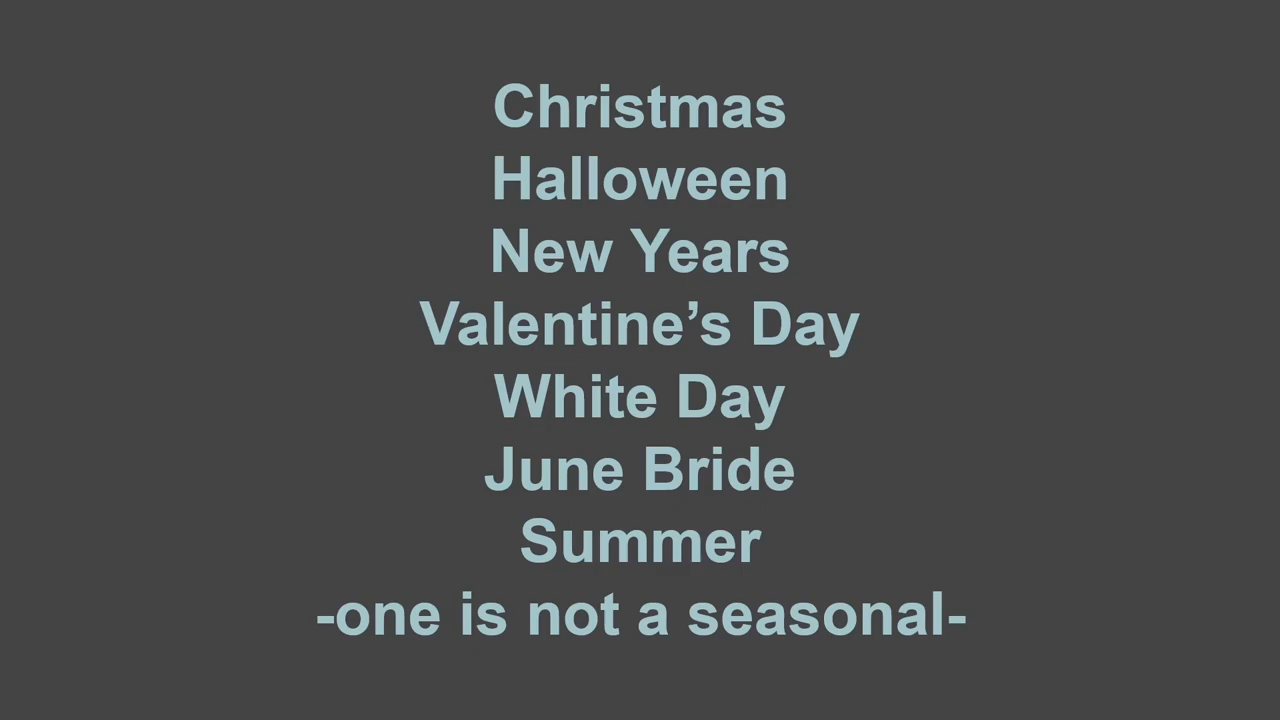 Christmas
Halloween
New Years
Valentine’s Day
White Day
June Bride
Summer
-one is not a seasonal-